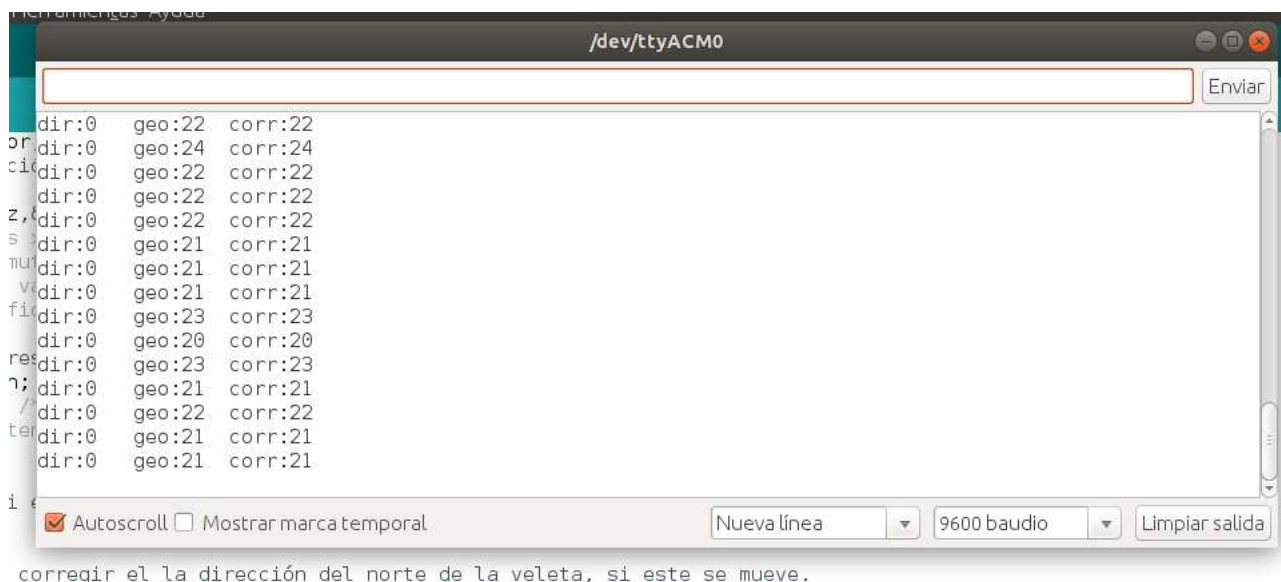 Herramientas Ayuda
/dev/ttyACM0
Enviar
dir:0 geo:22 corr:22
dir:0 geo:24 corr:24
dir:0 geo:22 corr:22
dir:0 geo:22 corr:22
dir:0 geo:22 corr:22
dir:0 geo:21 corr:21
dir:0 geo:21 corr:21
dir:0 geo:21 corr:21
dir:0 geo:23 corr:23
dir:0 geo:20 corr:20
dir:0 geo:23 corr:23
dir:0 geo:21 corr:21
dir:0 geo:22 corr:22
dir:0 geo:21 corr:21
dir:0 geo:21 corr:21
Autoscroll Mostrar marca temporal Nueva línea 9600 baudio Limpiar salida
corregir el la dirección del norte de la veleta, si este se mueve.